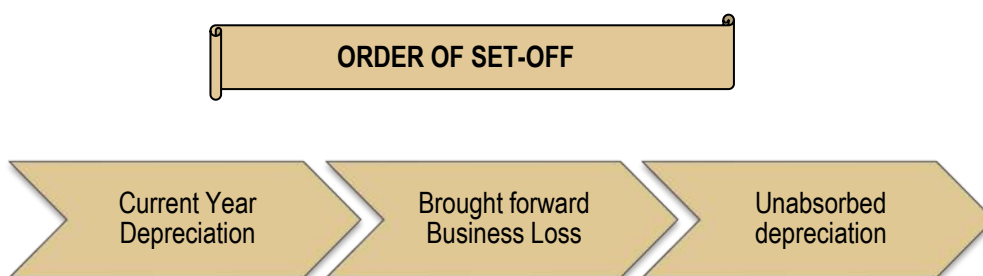 ORDER OF SET-OFF
Current Year
Depreciation
Brought forward
Business Loss
Unabsorbed
depreciation